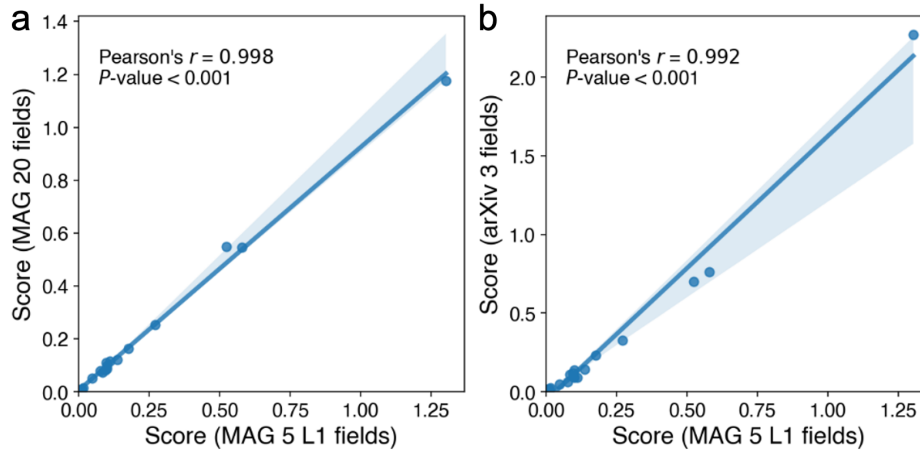 a
Pearson's r = 0.998
P-value < 0.001
Score (MAG 20 fields)
1.4
1.2
1.0
0.8
0.6
0.4
0.2
0.0
0.00 0.25 0.50 0.75 1.00 1.25
Score (MAG 5 L1 fields)
b
Pearson's r = 0.992
P-value < 0.001
Score (arXiv 3 fields)
2.0
1.5
1.0
0.5
0.0
0.00 0.25 0.50 0.75 1.00 1.25
Score (MAG 5 L1 fields)